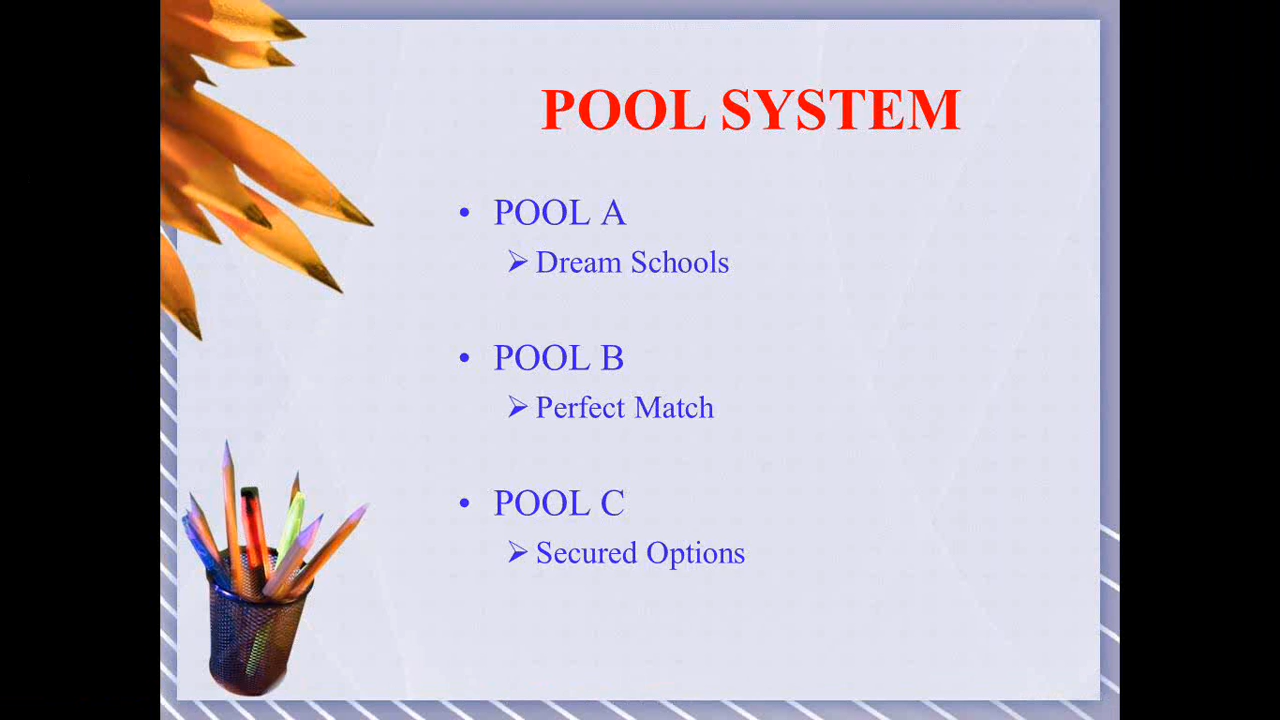 POOL SYSTEM
• POOL A
➢ Dream Schools
• POOL B
➢ Perfect Match
• POOL C
➢ Secured Options